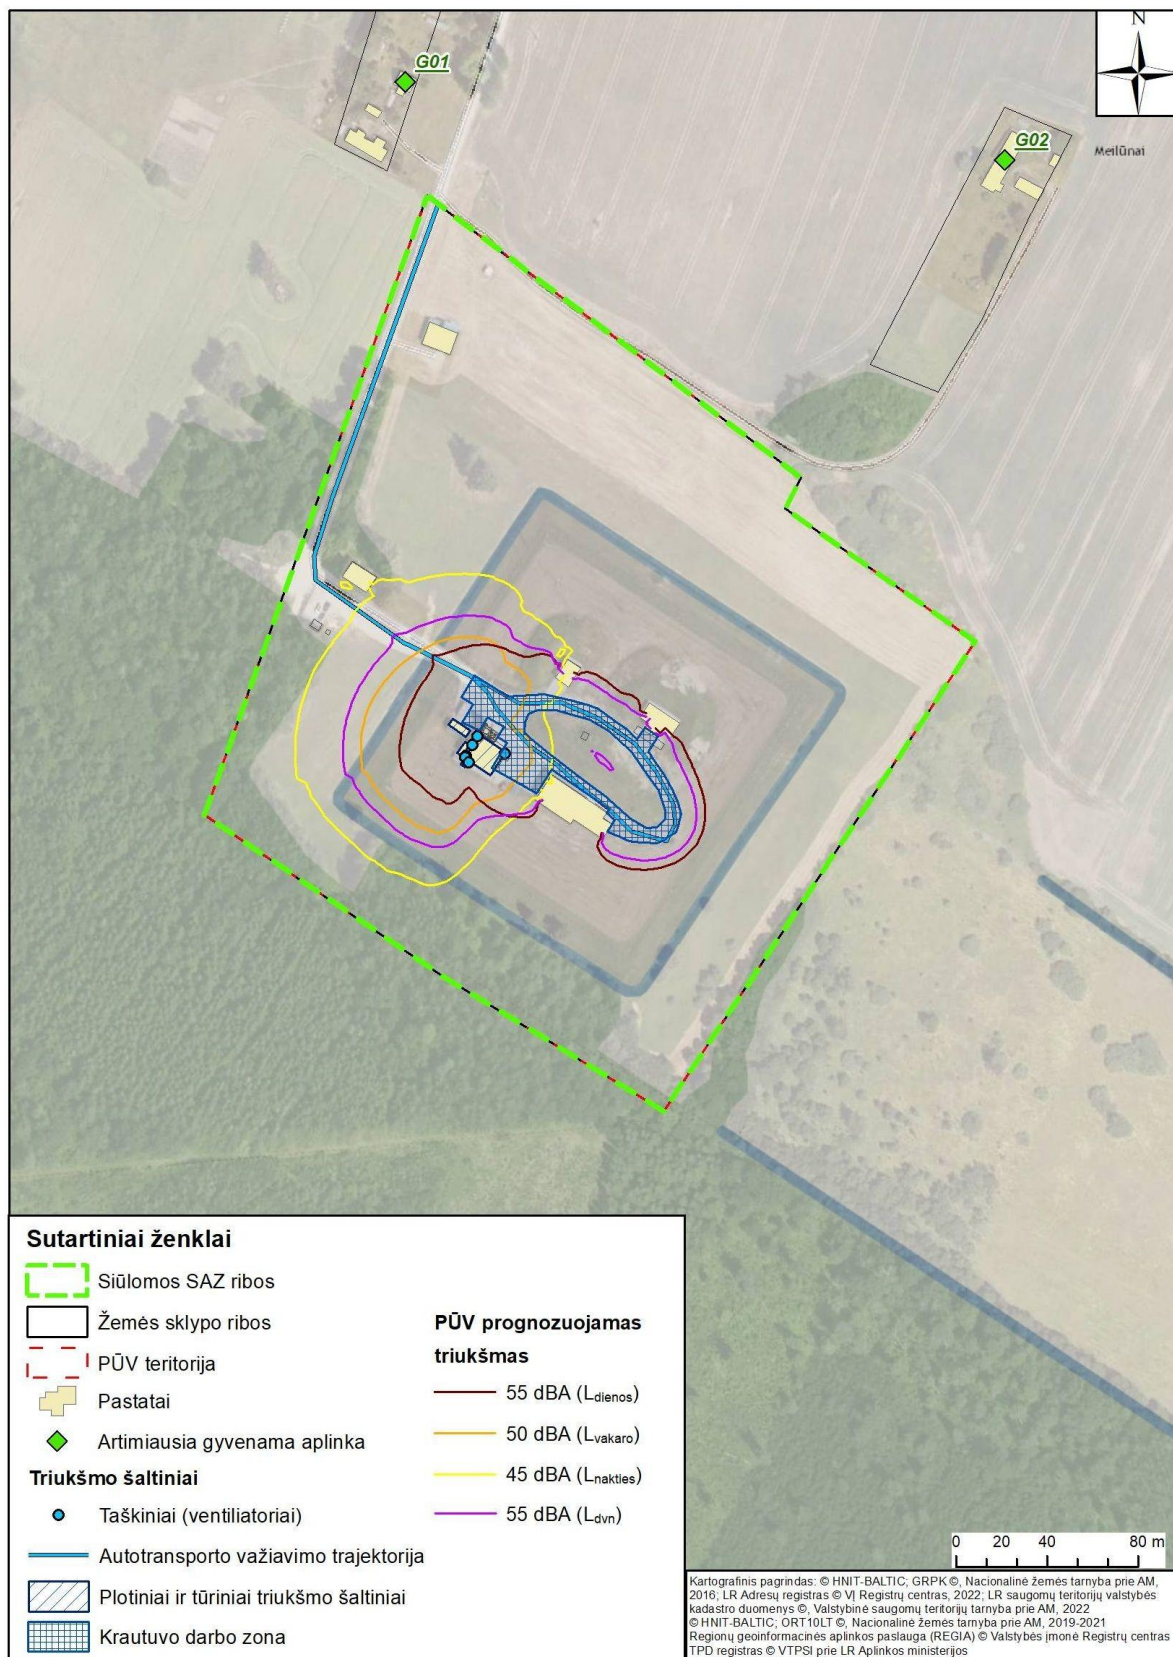 N
G01
G02
Meilūnai
Sutartiniai ženklai
Siūlomos SAZ ribos
Žemės sklypo ribos
PŪV teritorija
Pastatai
Artimiausia gyvenama aplinka
Triukšmo šaltiniai
Taškiniai (ventiliatoriai)
Autotransporto važiavimo trajektorija
Plotiniai ir tūriniai triukšmo šaltiniai
Krautuvo darbo zona
PŪV prognozuojamas
triukšmas
55 dBA (Ldienos)
50 dBA (Lvakaro)
45 dBA (Lnakties)
55 dBA (Ldvn)
0 20 40 80 m
Kartografinis pagrindas: © HNIT-BALTIC; GRPK ©, Nacionalinė žemės tarnyba prie AM,
2016; LR Adresų registras © VĮ Registrų centras, 2022; LR saugomų teritorijų valstybės
kadastro duomenys ©, Valstybinė saugomų teritorijų tarnyba prie AM, 2022
© HNIT-BALTIC; ORT10LT ©, Nacionalinė žemės tarnyba prie AM, 2019-2021
Regionų geoinformacinės aplinkos paslauga (REGIA) © Valstybės įmonė Registrų centras
TPD registras © VTPSI prie LR Aplinkos ministerijos